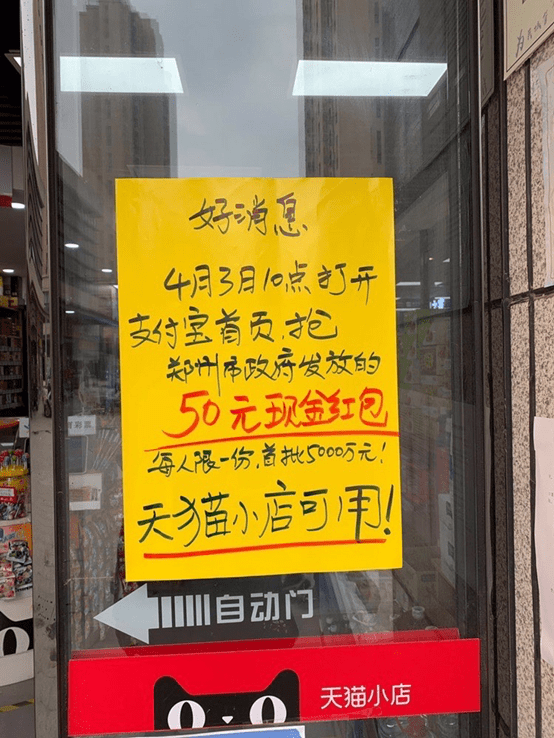 好消息
4月3日10点打开
支付宝首页,抢
郑州市政府发放的
50元现金红包
每人限一份,首批5000万元!
天猫小店可用!
彩票
自动门
天猫小店